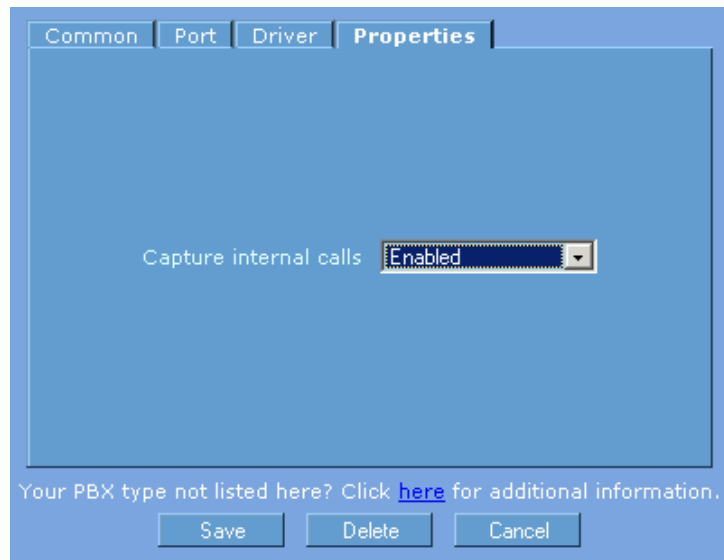 Common Port Driver Properties
Capture internal calls Enabled
Your PBX type not listed here? Click here for additional information.
Save Delete Cancel